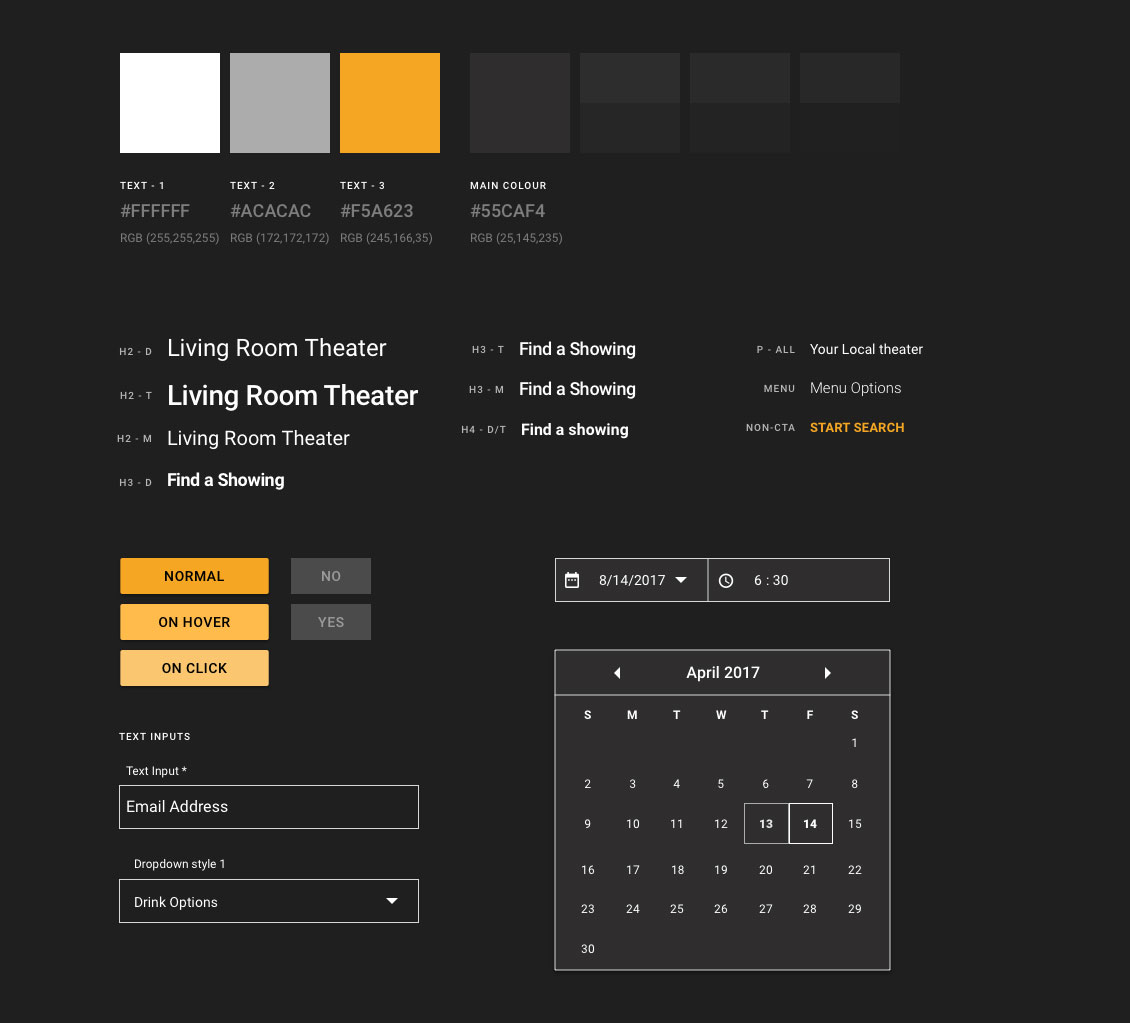 TEXT - 1 TEXT - 2 TEXT - 3 MAIN COLOUR
#FFFFFF #ACACAC #F5A623 #55CAF4
RGB (255,255,255) RGB (172,172,172) RGB (245,166,35) RGB (25,145,235)
H2 - D Living Room Theater
H2 - T Living Room Theater
H2 - M Living Room Theater
H3 - D Find a Showing
H3 - T Find a Showing
H3 - M Find a Showing
H4 - D/T Find a showing
P - ALL Your Local theater
MENU Menu Options
NON-CTA START SEARCH
NORMAL NO
ON HOVER YES
ON CLICK
TEXT INPUTS
Text Input *
Email Address
Dropdown style 1
Drink Options
8/14/2017 6 : 30
April 2017
S M T W T F S
1
2 3 4 5 6 7 8
9 10 11 12 13 14 15
16 17 18 19 20 21 22
23 24 25 26 27 28 29
30